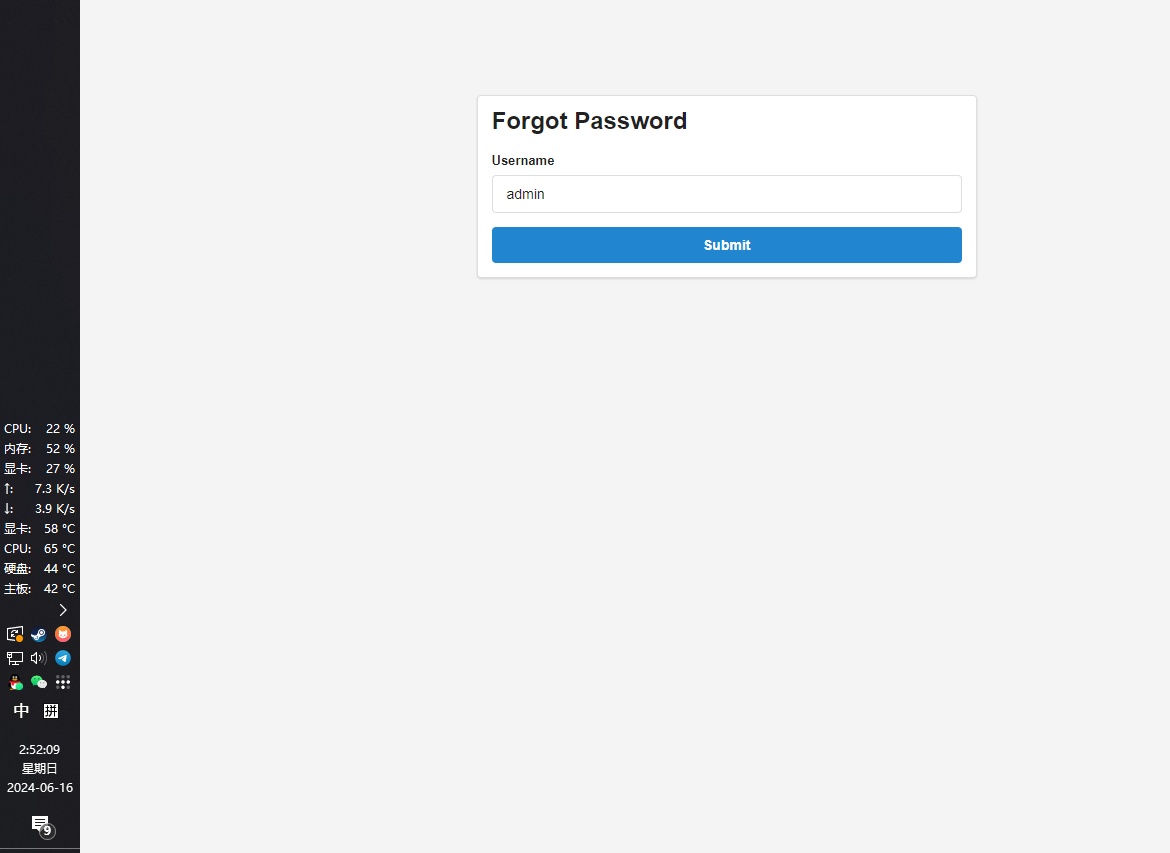 Forgot Password
Username
admin
Submit
CPU: 22 %
内存: 52 %
显卡: 27 %
↑: 7.3 K/s
↓: 3.9 K/s
显卡: 58 °C
CPU: 65 °C
硬盘: 44 °C
主板: 42 °C
中 拼
2:52:09
星期日
2024-06-16
9